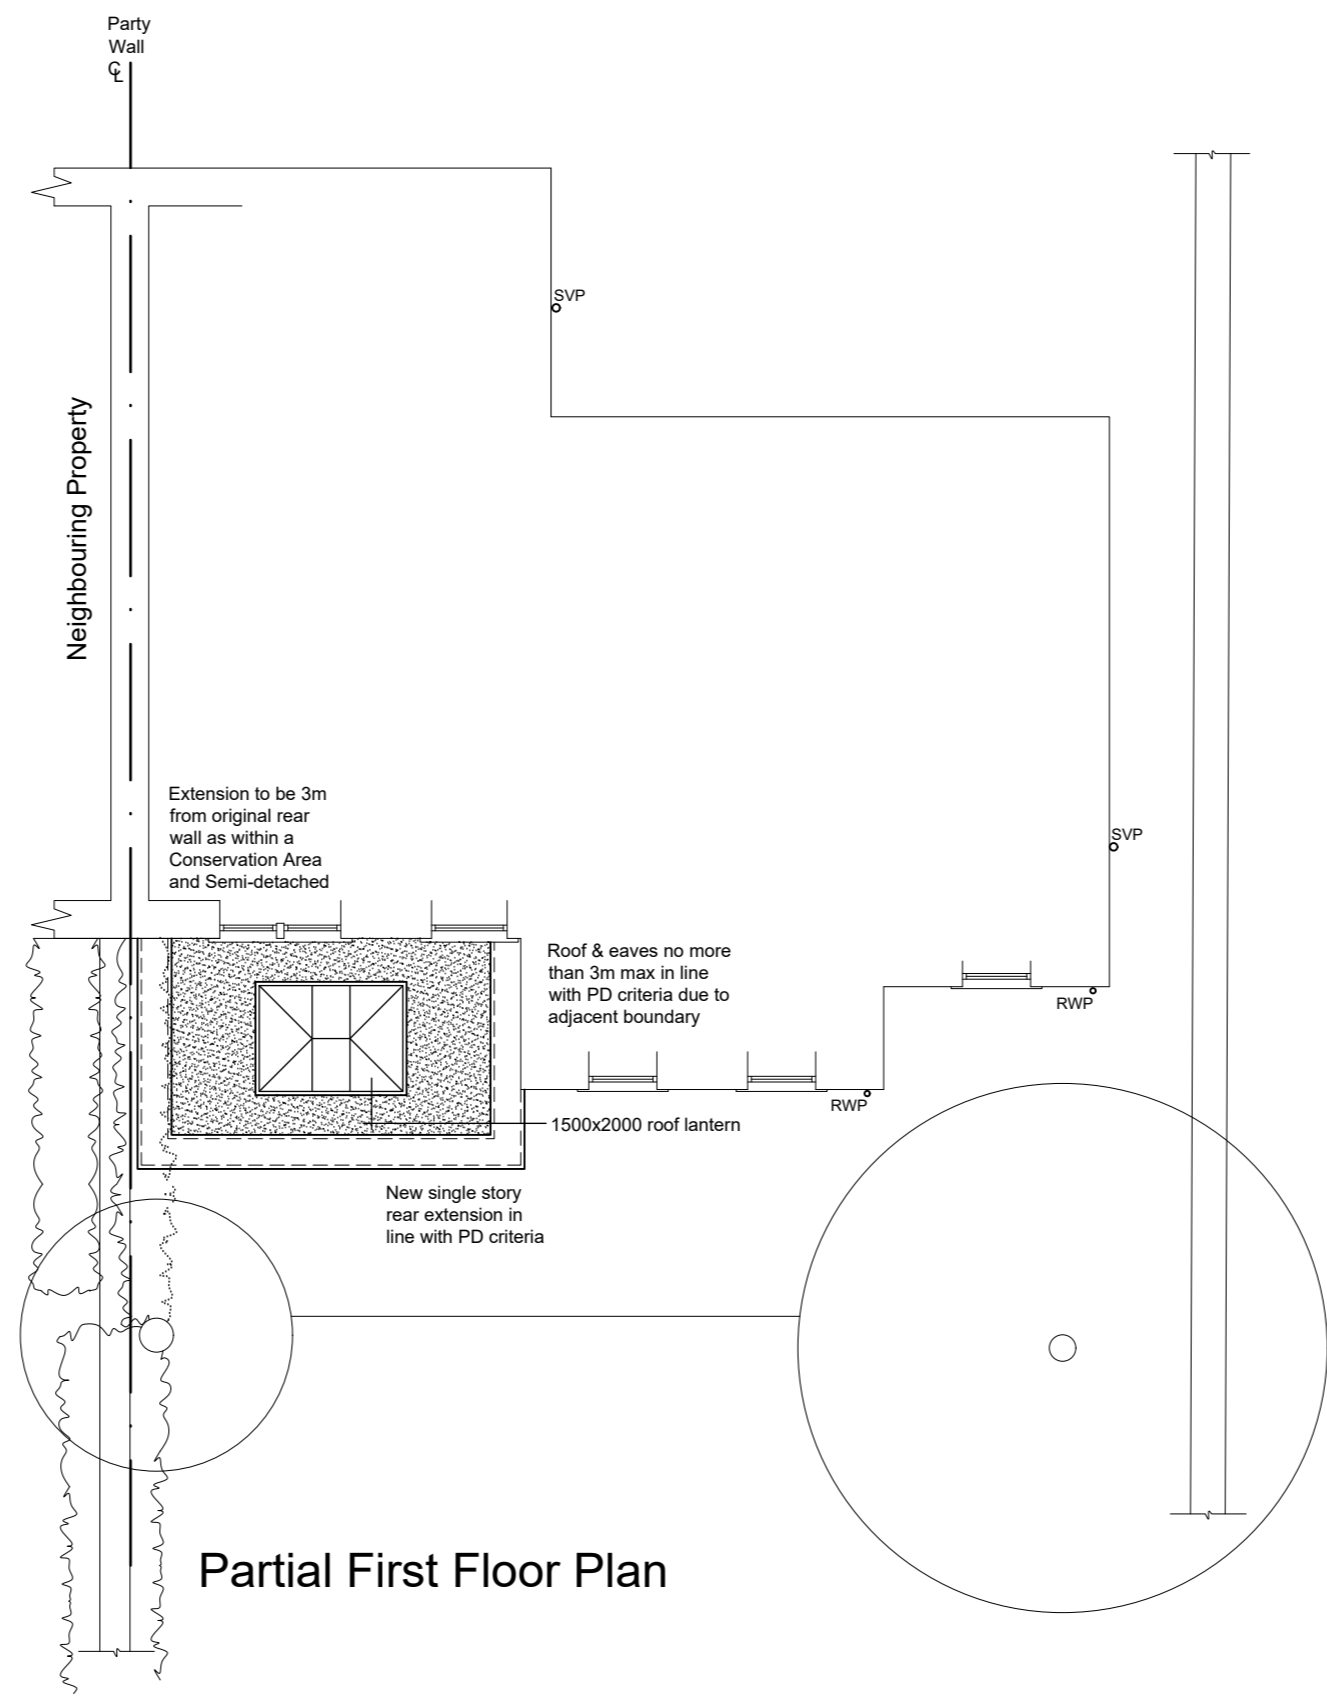 Party
Wall
℄
SVP
Neighbouring Property
Extension to be 3m
from original rear
wall as within a
Conservation Area
and Semi-detached
SVP
Roof & eaves no more
than 3m max in line
with PD criteria due to
adjacent boundary
RWP
RWP
1500x2000 roof lantern
New single story
rear extension in
line with PD criteria
Partial First Floor Plan